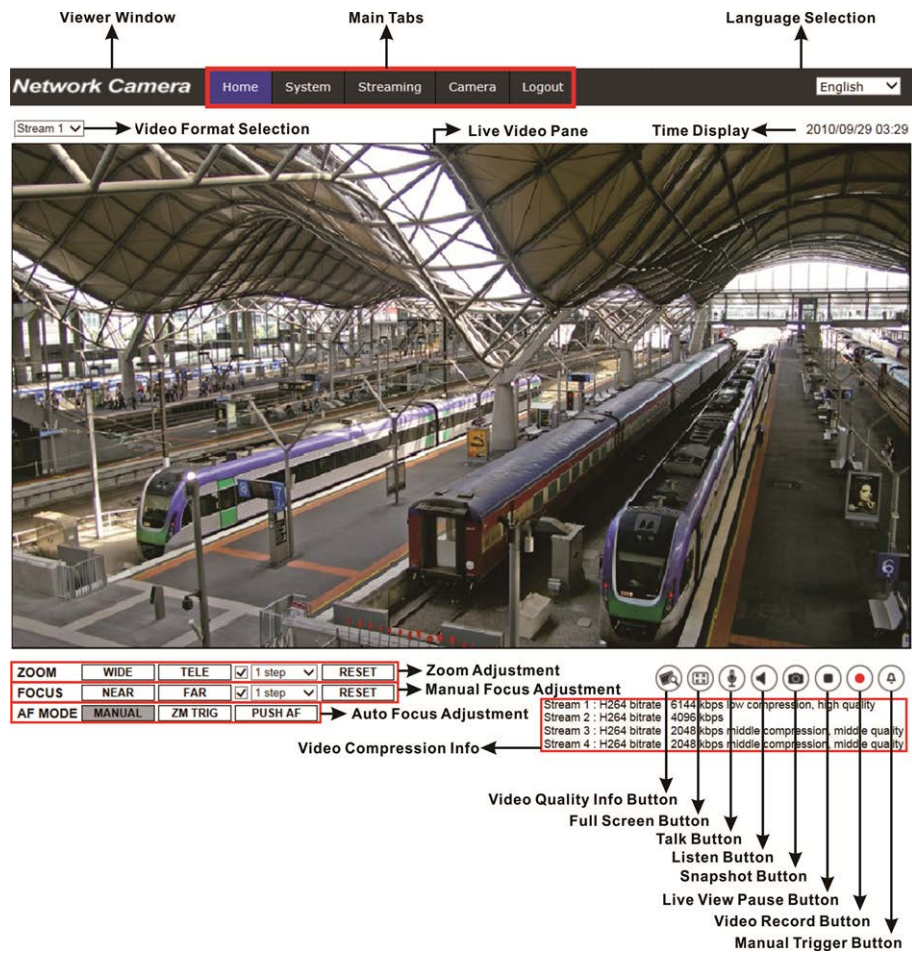 Viewer Window Main Tabs Language Selection
Network Camera Home System Streaming Camera Logout English
Stream 1 Video Format Selection Live Video Pane Time Display 2010/09/29 03:29
6
ZOOM WIDE TELE 1 step RESET Zoom Adjustment
FOCUS NEAR FAR 1 step RESET Manual Focus Adjustment
AF MODE MANUAL ZM TRIG PUSH AF Auto Focus Adjustment
Stream 1 : H264 bitrate 6144 kbps low compression, high quality
Stream 2 : H264 bitrate 4096 kbps
Stream 3 : H264 bitrate 2048 kbps middle compression, middle quality
Stream 4 : H264 bitrate 2048 kbps middle compression, middle quality
Video Compression Info
Video Quality Info Button
Full Screen Button
Talk Button
Listen Button
Snapshot Button
Live View Pause Button
Video Record Button
Manual Trigger Button